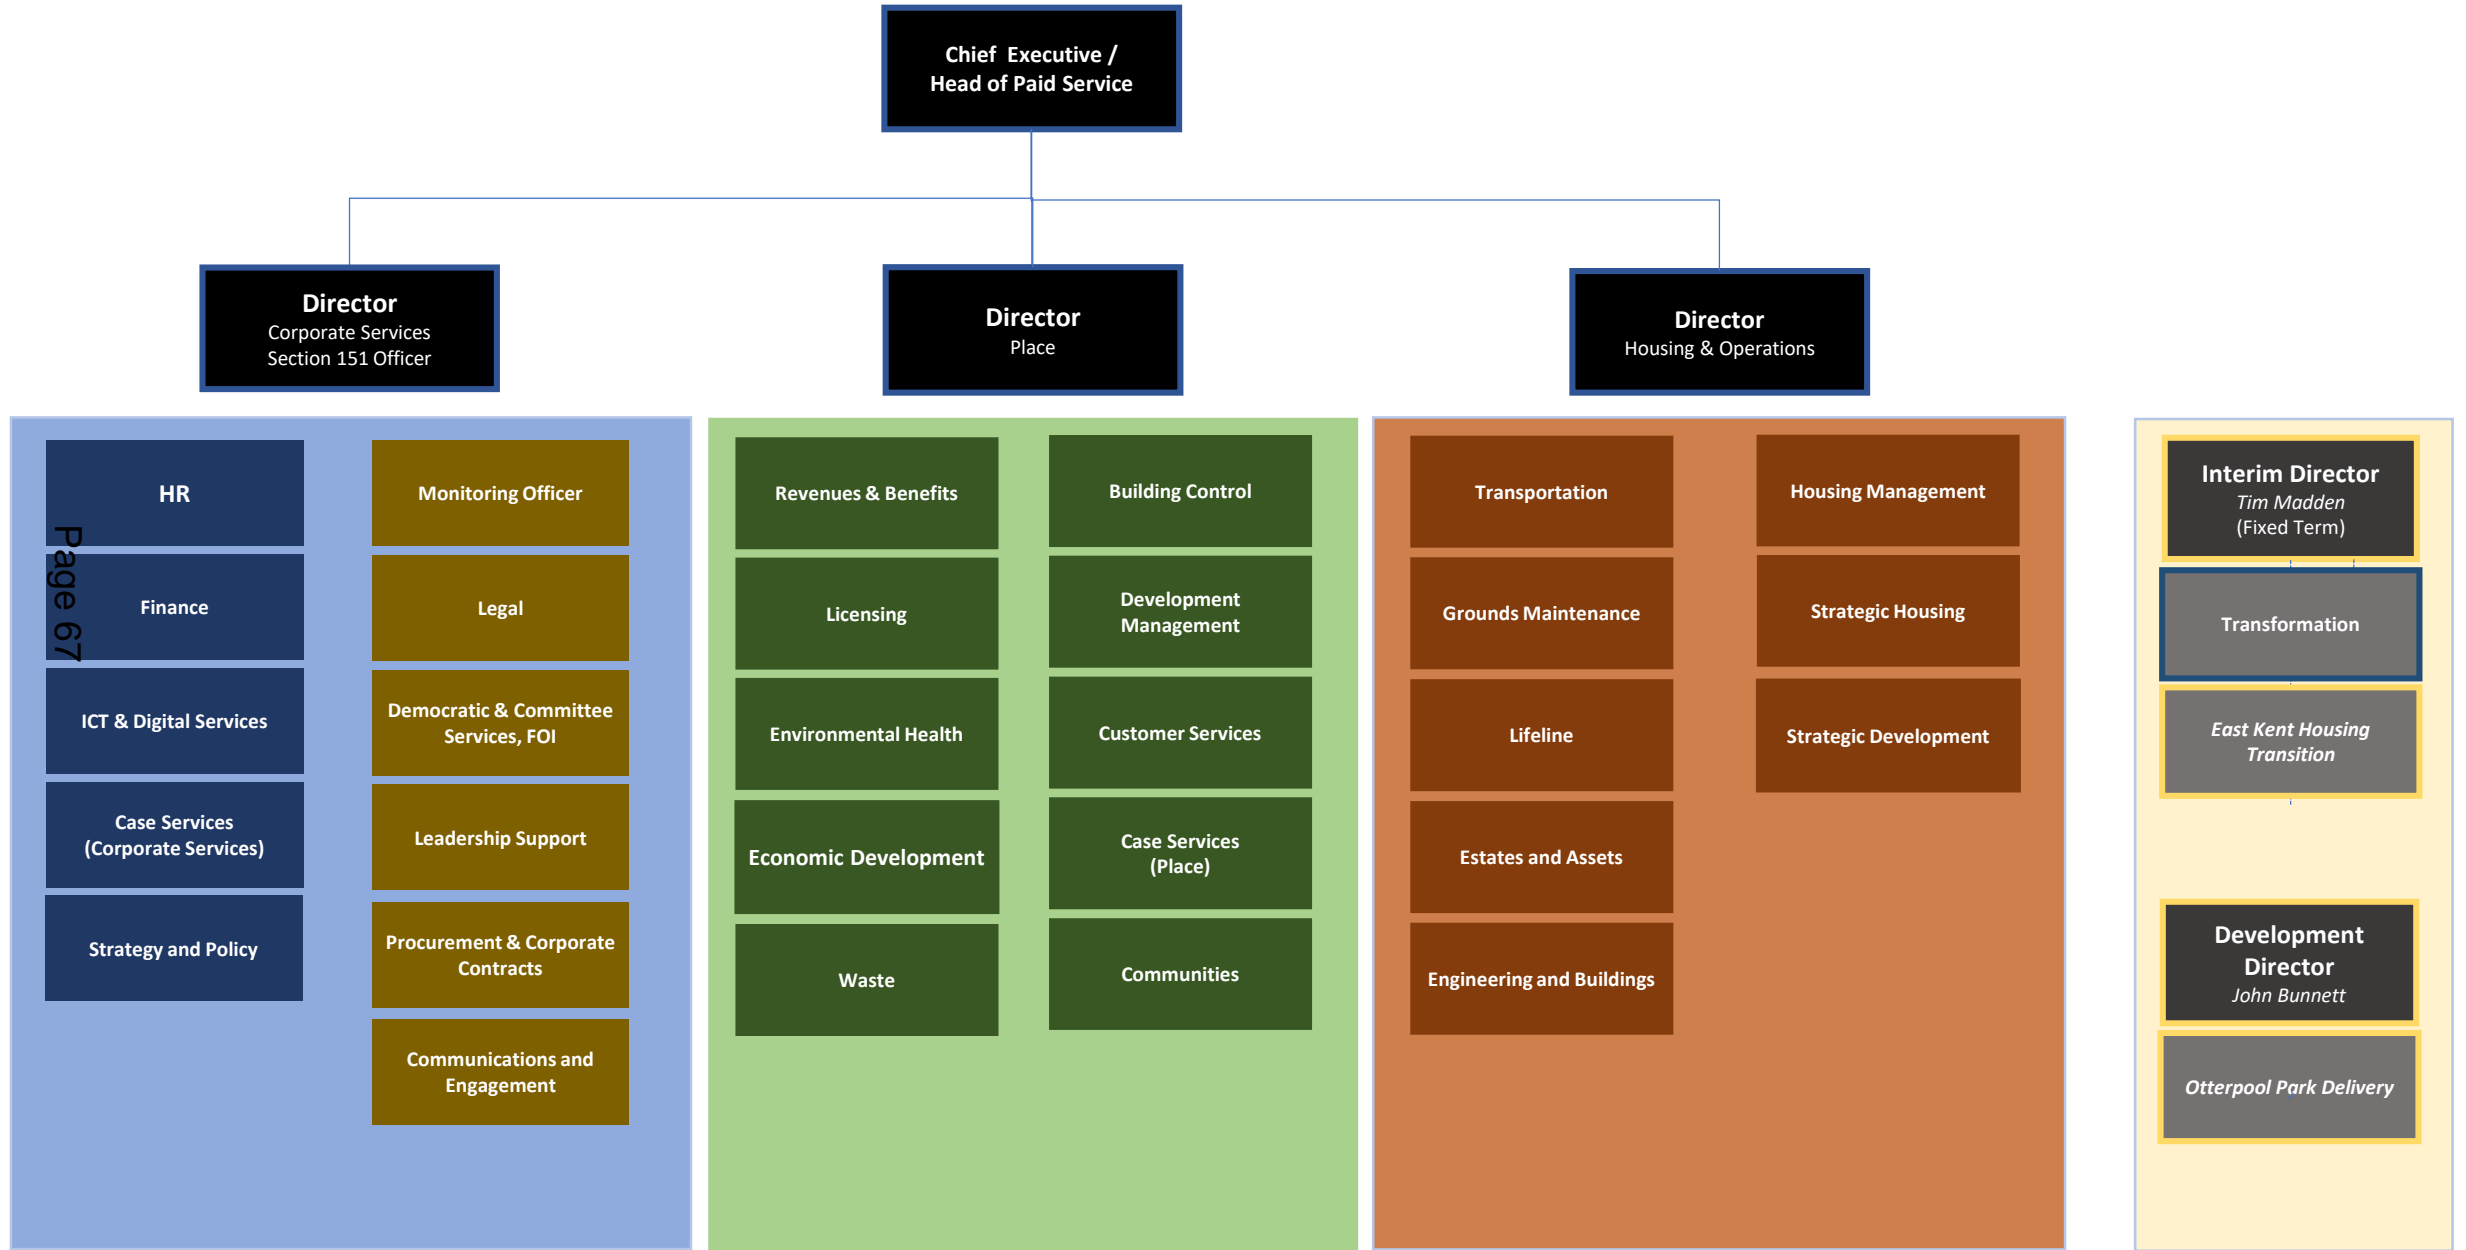 Chief Executive /
Head of Paid Service
Director
Corporate Services
Section 151 Officer
Director
Place
Director
Housing & Operations
HR
Finance
ICT & Digital Services
Case Services
(Corporate Services)
Strategy and Policy
Monitoring Officer
Legal
Democratic & Committee
Services, FOI
Leadership Support
Procurement & Corporate
Contracts
Communications and
Engagement
Revenues & Benefits
Licensing
Environmental Health
Economic Development
Waste
Building Control
Development
Management
Customer Services
Case Services
(Place)
Communities
Transportation
Grounds Maintenance
Lifeline
Estates and Assets
Engineering and Buildings
Housing Management
Strategic Housing
Strategic Development
Interim Director
Tim Madden
(Fixed Term)
Transformation
East Kent Housing
Transition
Development
Director
John Bunnett
Otterpool Park Delivery
Page 67